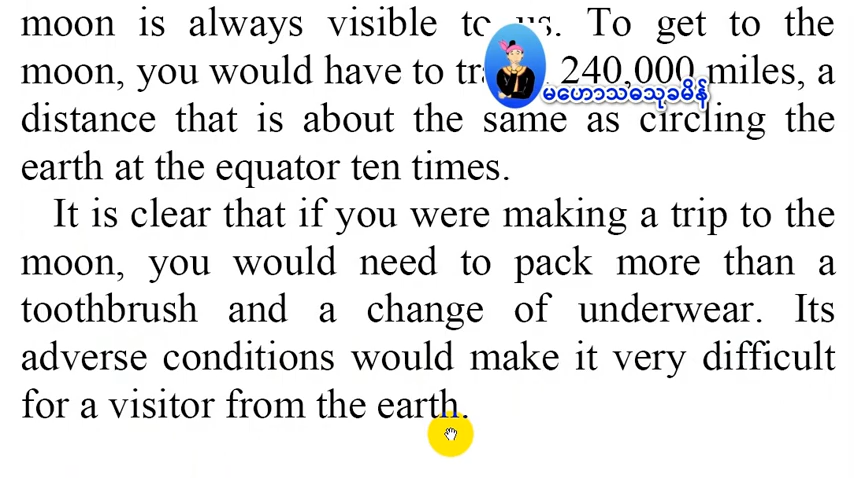 moon is always visible to us. To get to the
moon, you would have to 240,000 miles, a
မဟောသဓသုခမိန်
distance that is about the same as circling the
earth at the equator ten times.
It is clear that if you were making a trip to the
moon, you would need to pack more than a
toothbrush and a change of underwear. Its
adverse conditions would make it very difficult
for a visitor from the earth.